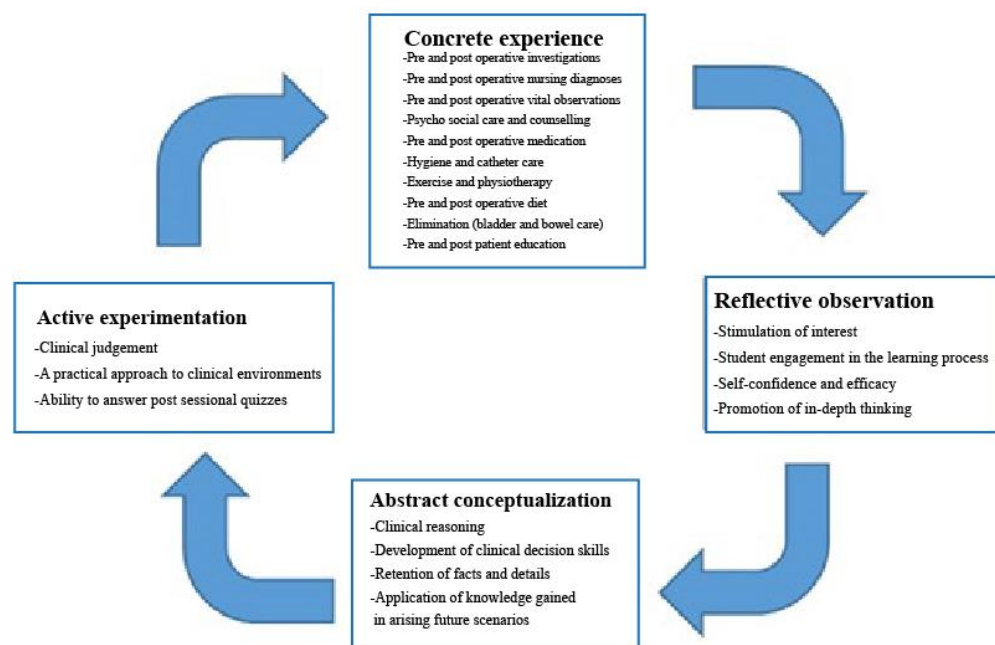 Concrete experience
-Pre and post operative investigations
-Pre and post operative nursing diagnoses
-Pre and post operative vital observations
-Psycho social care and counselling
-Pre and post operative medication
-Hygiene and catheter care
-Exercise and physiotherapy
-Pre and post operative diet
-Elimination (bladder and bowel care)
-Pre and post patient education
Reflective observation
-Stimulation of interest
-Student engagement in the learning process
-Self-confidence and efficacy
-Promotion of in-depth thinking
Abstract conceptualization
-Clinical reasoning
-Development of clinical decision skills
-Retention of facts and details
-Application of knowledge gained
in arising future scenarios
Active experimentation
-Clinical judgement
-A practical approach to clinical environments
-Ability to answer post sessional quizzes